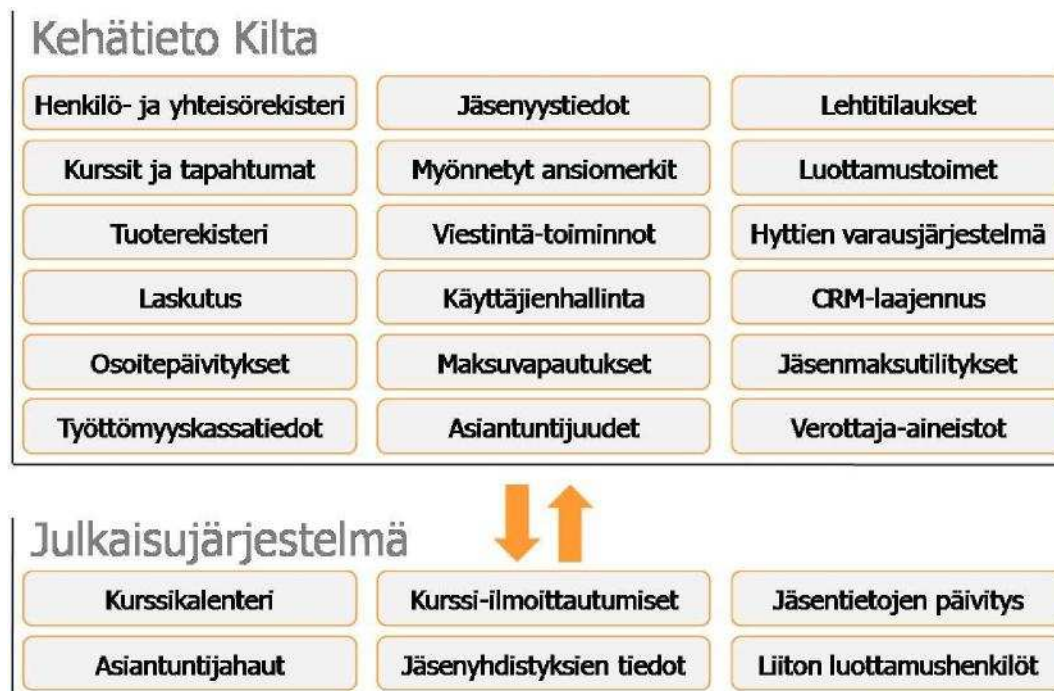 Kehätieto Kilta
Henkilö- ja yhteisörekisteri
Jäsenyystiedot
Lehtitilaukset
Kurssit ja tapahtumat
Myönnetyt ansiomerkit
Luottamustoimet
Tuoterekisteri
Viestintä-toiminnot
Hyttien varausjärjestelmä
Laskutus
Käyttäjienhallinta
CRM-laajennus
Osoitepäivitykset
Maksuvapautukset
Jäsenmaksutilitykset
Työttömyyskassatiedot
Asiantuntijuudet
Verottaja-aineistot
Julkaisujärjestelmä
Kurssikalenteri
Kurssi-ilmoittautumiset
Jäsentietojen päivitys
Asiantuntijahaut
Jäsenyhdistyksien tiedot
Liiton luottamushenkilöt